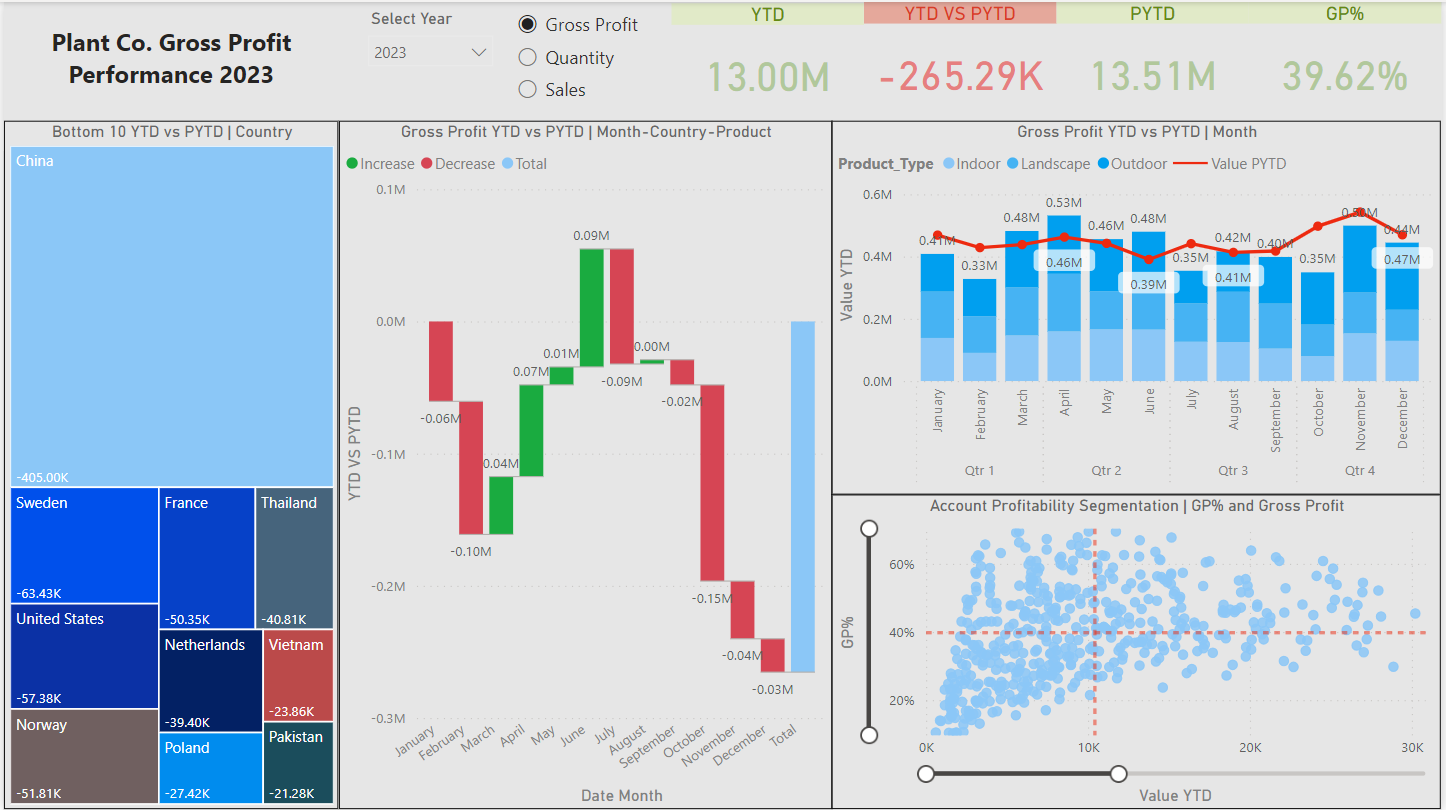 Plant Co. Gross Profit
Performance 2023
Select Year
2023
Gross Profit
Quantity
Sales
YTD
13.00M
YTD VS PYTD
-265.29K
PYTD
13.51M
GP%
39.62%
Bottom 10 YTD vs PYTD | Country
China
-405.00K
Sweden
-63.43K
France
-50.35K
Thailand
-40.81K
United States
-57.38K
Netherlands
-39.40K
Vietnam
-23.86K
Norway
-51.81K
Poland
-27.42K
Pakistan
-21.28K
Gross Profit YTD vs PYTD | Month-Country-Product
Increase Decrease Total
YTD VS PYTD
0.1M
0.0M
-0.1M
-0.2M
-0.3M
-0.06M
-0.10M
0.04M
0.07M
0.01M
0.09M
-0.09M
0.00M
-0.02M
-0.15M
-0.04M
-0.03M
January
February
March
April
May
June
July
August
September
October
November
December
Total
Date Month
Gross Profit YTD vs PYTD | Month
Product_Type Indoor Landscape Outdoor Value PYTD
Value YTD
0.6M
0.4M
0.2M
0.0M
0.41M
0.33M
0.48M
0.53M
0.46M
0.46M
0.48M
0.39M
0.35M
0.42M
0.41M
0.40M
0.35M
0.44M
0.47M
January
February
March
April
May
June
July
August
September
October
November
December
Qtr 1
Qtr 2
Qtr 3
Qtr 4
Account Profitability Segmentation | GP% and Gross Profit
GP%
60%
40%
20%
0K
10K
20K
30K
Value YTD